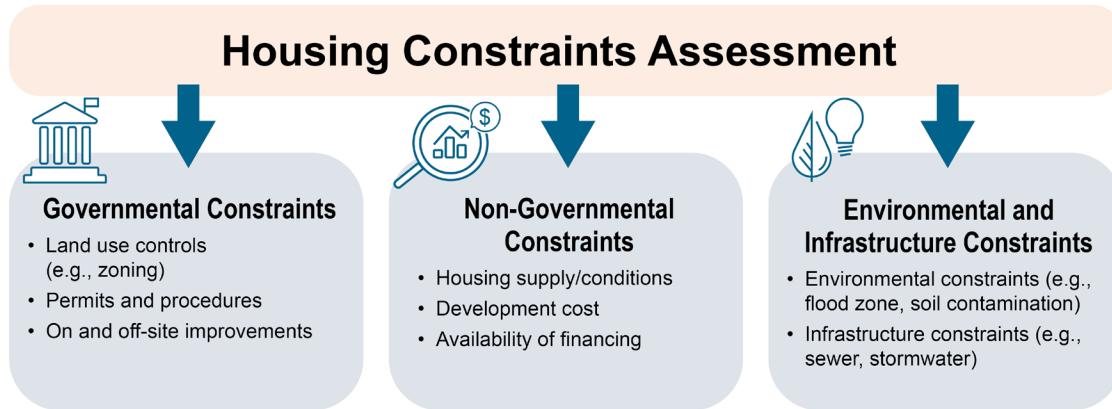 Housing Constraints Assessment
$
Governmental Constraints
• Land use controls
(e.g., zoning)
• Permits and procedures
• On and off-site improvements
Non-Governmental
Constraints
• Housing supply/conditions
• Development cost
• Availability of financing
Environmental and
Infrastructure Constraints
• Environmental constraints (e.g.,
flood zone, soil contamination)
• Infrastructure constraints (e.g.,
sewer, stormwater)